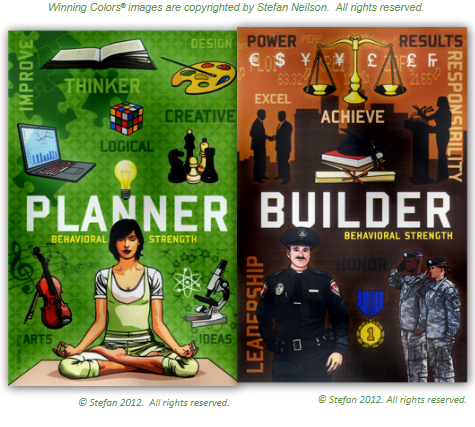 Winning Colors® images are copyrighted by Stefan Neilson. All rights reserved.
IMPROVE
DESIGN
THINKER
CREATIVE
LOGICAL
PLANNER
BEHAVIORAL STRENGTH
ARTS
IDEAS
© Stefan 2012. All rights reserved.
POWER
RESULTS
€ $ ¥ ¥ £ £ ₣
RESPONSIBILITY
EXCEL
ACHIEVE
BUILDER
BEHAVIORAL STRENGTH
LEADERSHIP
HONOR
1
© Stefan 2012. All rights reserved.